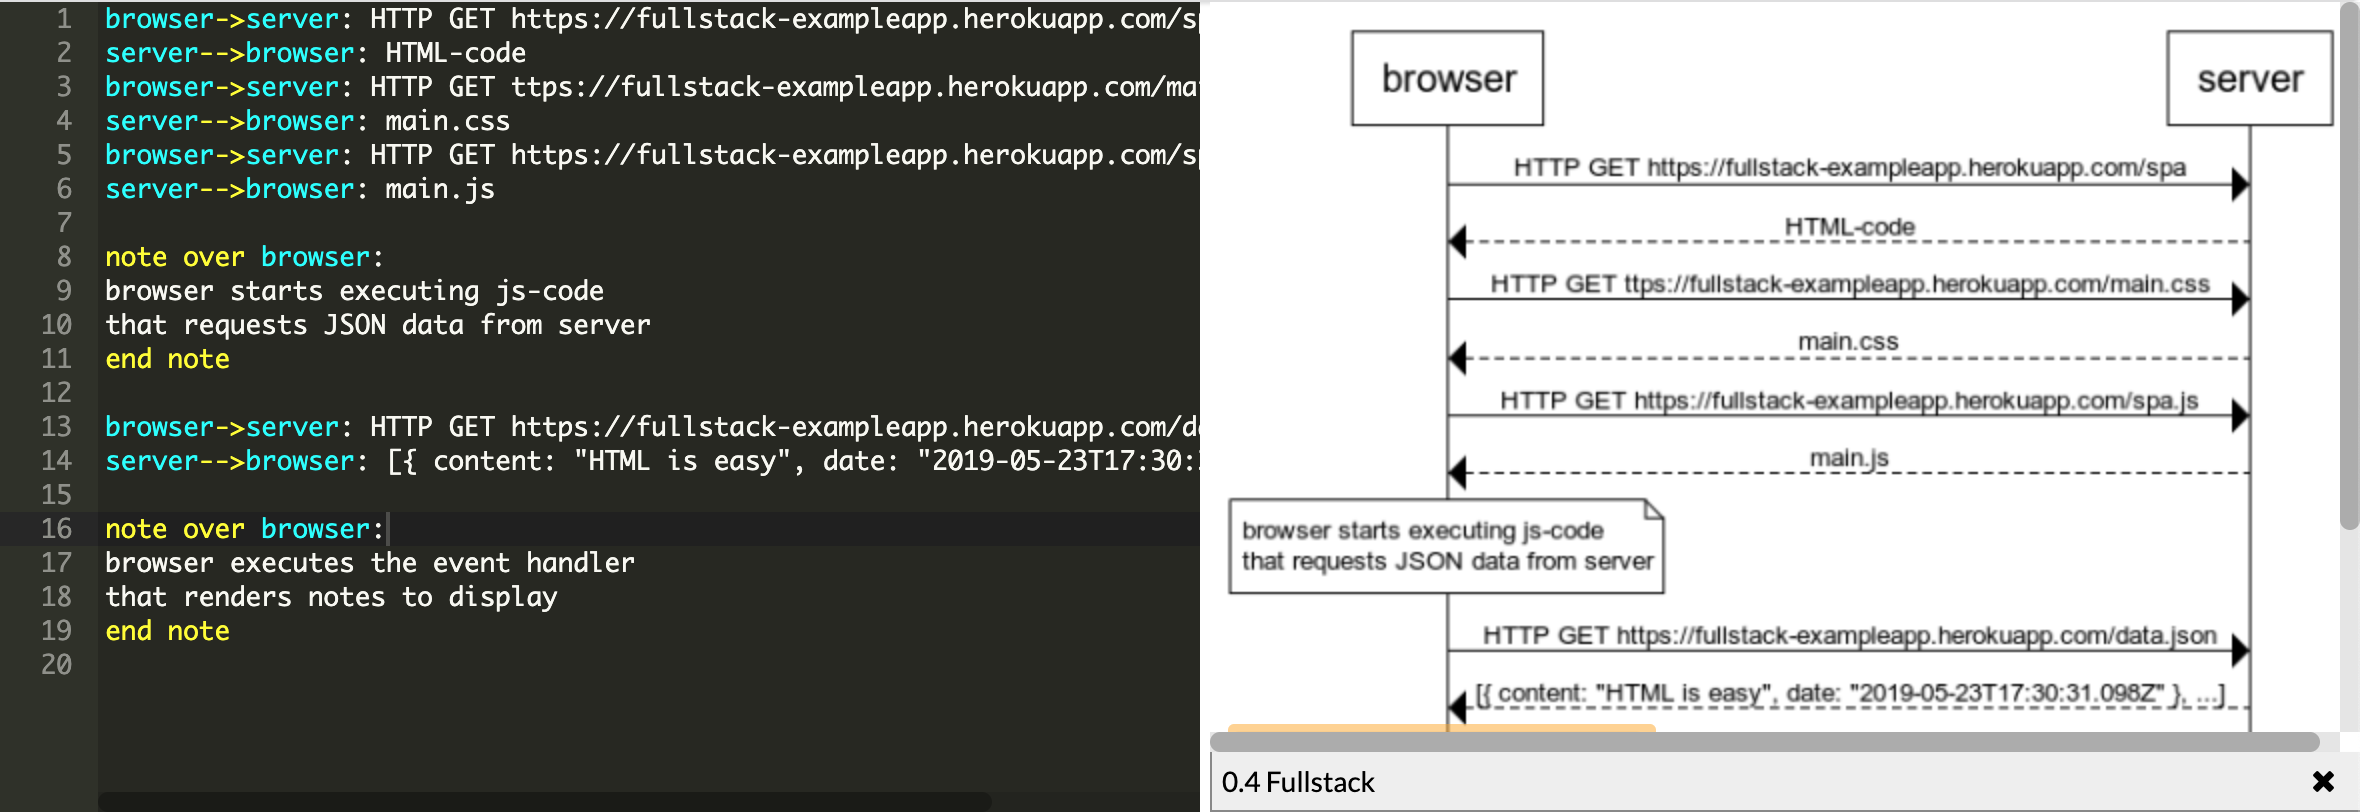 1 browser->server: HTTP GET https://fullstack-exampleapp.herokuapp.com/sp
2 server-->browser: HTML-code
3 browser->server: HTTP GET ttps://fullstack-exampleapp.herokuapp.com/ma
4 server-->browser: main.css
5 browser->server: HTTP GET https://fullstack-exampleapp.herokuapp.com/sp
6 server-->browser: main.js
7
8 note over browser:
9 browser starts executing js-code
10 that requests JSON data from server
11 end note
12
13 browser->server: HTTP GET https://fullstack-exampleapp.herokuapp.com/da
14 server-->browser: [{ content: "HTML is easy", date: "2019-05-23T17:30:
15
16 note over browser:
17 browser executes the event handler
18 that renders notes to display
19 end note
20
browser
server
HTTP GET https://fullstack-exampleapp.herokuapp.com/spa
HTML-code
HTTP GET ttps://fullstack-exampleapp.herokuapp.com/main.css
main.css
HTTP GET https://fullstack-exampleapp.herokuapp.com/spa.js
main.js
browser starts executing js-code
that requests JSON data from server
HTTP GET https://fullstack-exampleapp.herokuapp.com/data.json
[{ content: "HTML is easy", date: "2019-05-23T17:30:31.098Z" }, ...]
0.4 Fullstack